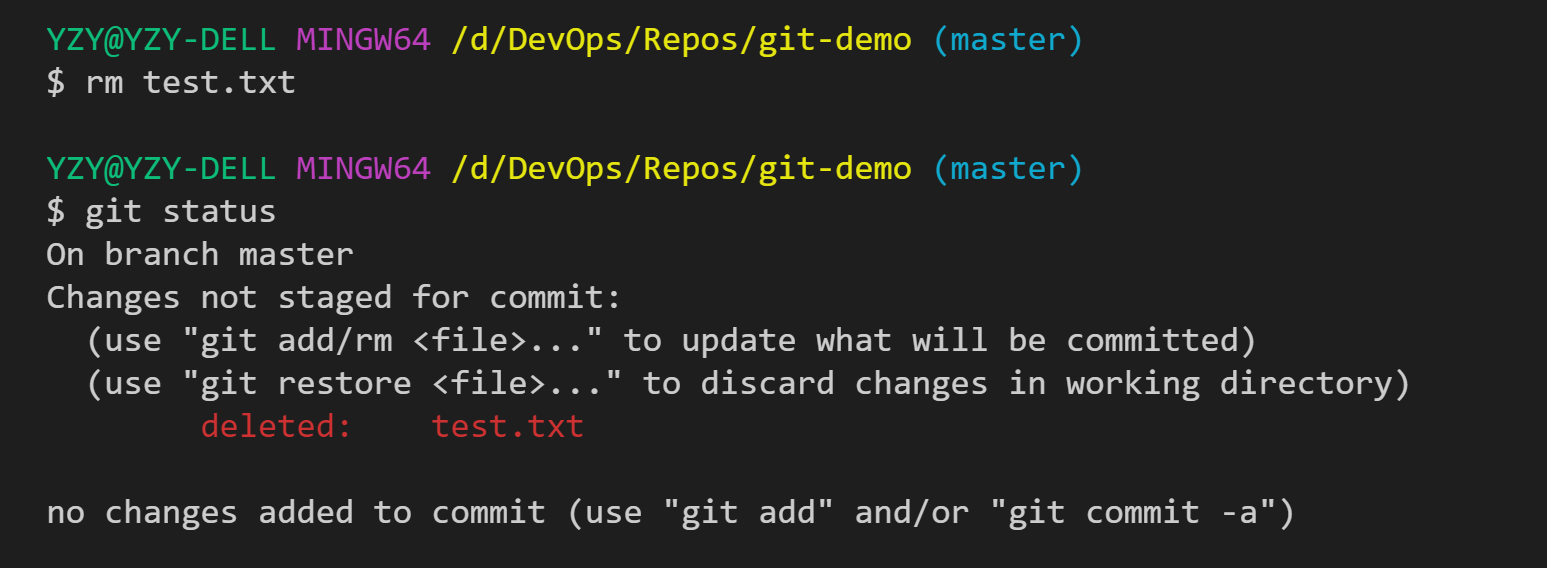 YZY@YZY-DELL MINGW64 /d/DevOps/Repos/git-demo (master)
$ rm test.txt
YZY@YZY-DELL MINGW64 /d/DevOps/Repos/git-demo (master)
$ git status
On branch master
Changes not staged for commit:
  (use "git add/rm <file>..." to update what will be committed)
  (use "git restore <file>..." to discard changes in working directory)
        deleted:    test.txt
no changes added to commit (use "git add" and/or "git commit -a")